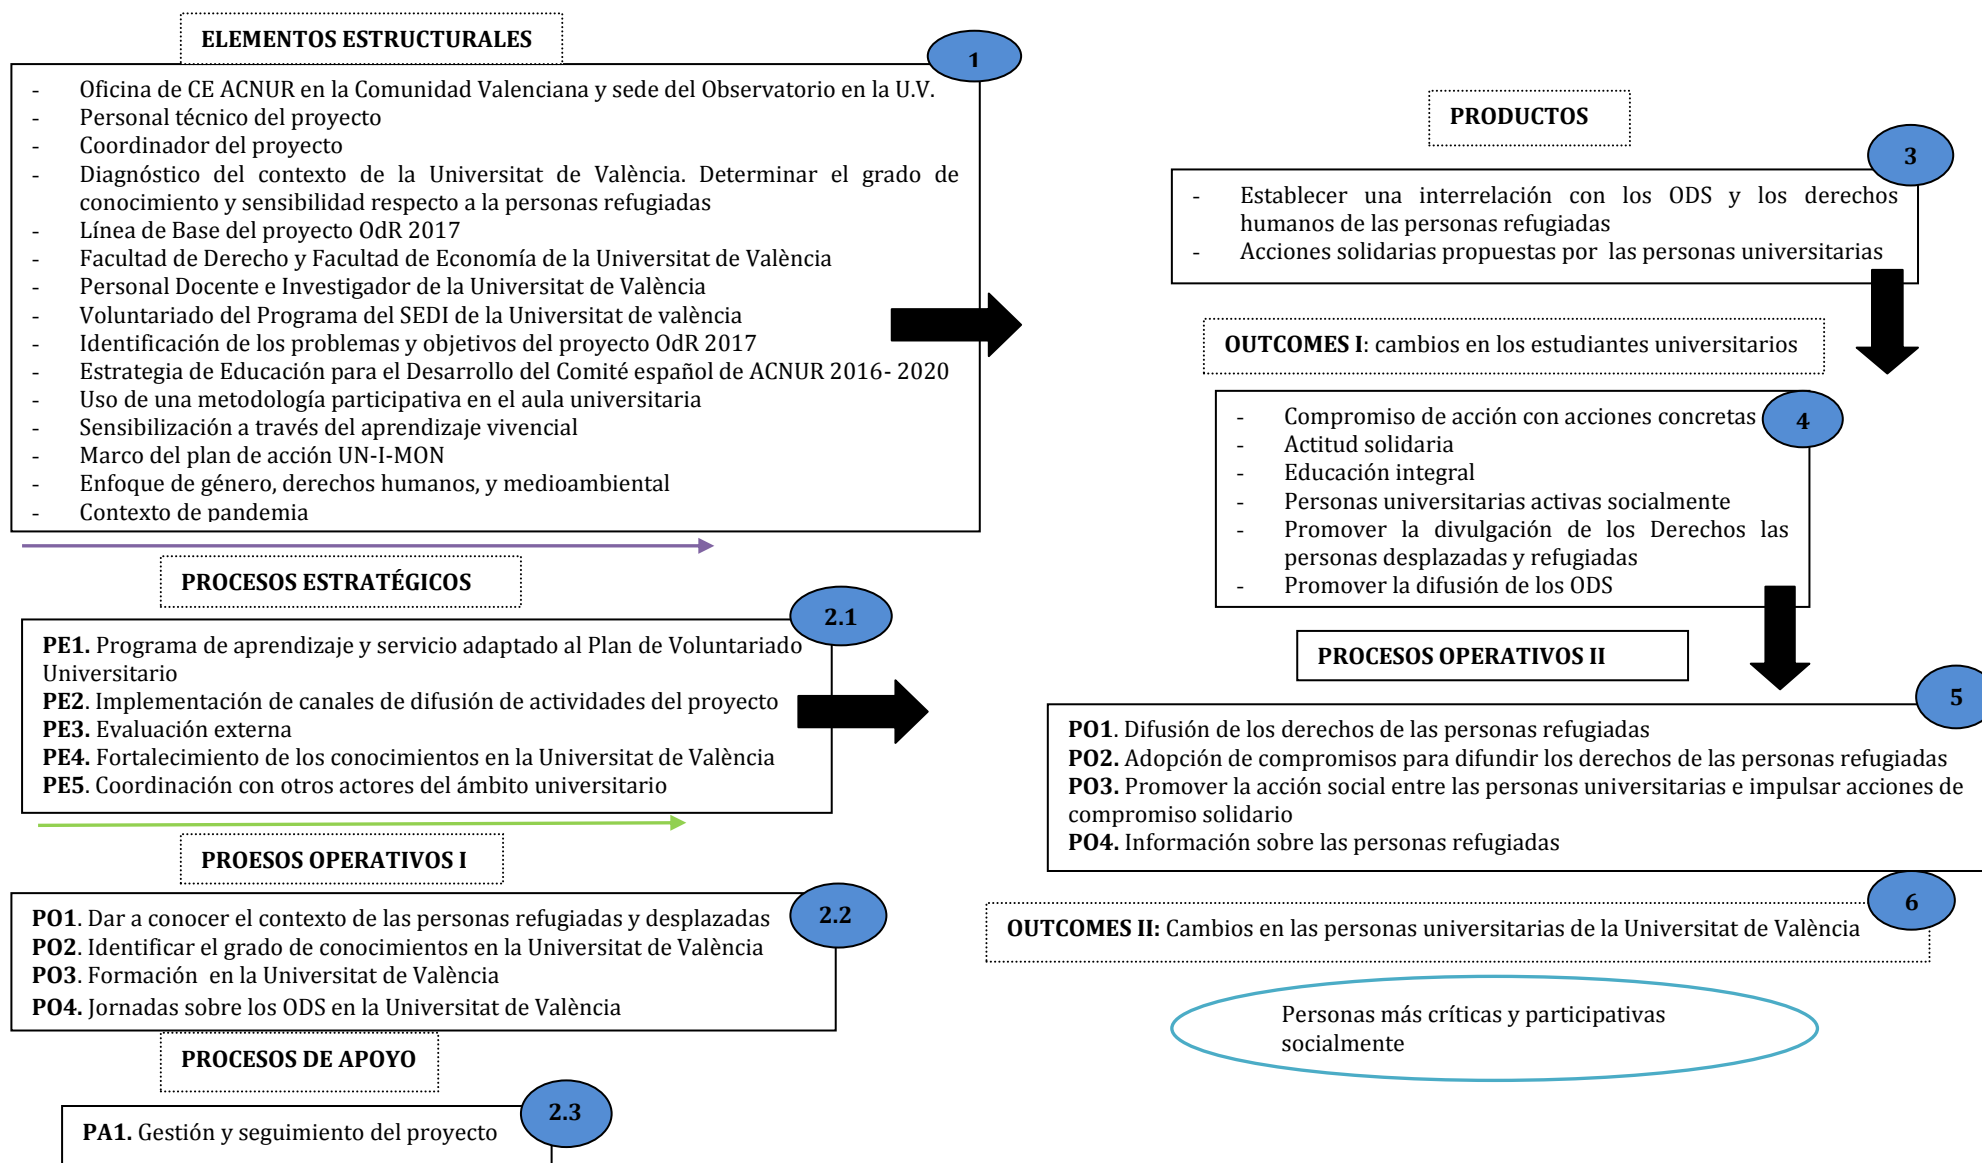 ELEMENTOS ESTRUCTURALES
1
- Oficina de CE ACNUR en la Comunidad Valenciana y sede del Observatorio en la U.V.
- Personal técnico del proyecto
- Coordinador del proyecto
- Diagnóstico del contexto de la Universitat de València. Determinar el grado de
conocimiento y sensibilidad respecto a la personas refugiadas
- Línea de Base del proyecto OdR 2017
- Facultad de Derecho y Facultad de Economía de la Universitat de València
- Personal Docente e Investigador de la Universitat de València
- Voluntariado del Programa del SEDI de la Universitat de valència
- Identificación de los problemas y objetivos del proyecto OdR 2017
- Estrategia de Educación para el Desarrollo del Comité español de ACNUR 2016- 2020
- Uso de una metodología participativa en el aula universitaria
- Sensibilización a través del aprendizaje vivencial
- Marco del plan de acción UN-I-MON
- Enfoque de género, derechos humanos, y medioambiental
- Contexto de pandemia
PROCESOS ESTRATÉGICOS
2.1
PE1. Programa de aprendizaje y servicio adaptado al Plan de Voluntariado
Universitario
PE2. Implementación de canales de difusión de actividades del proyecto
PE3. Evaluación externa
PE4. Fortalecimiento de los conocimientos en la Universitat de València
PE5. Coordinación con otros actores del ámbito universitario
PROESOS OPERATIVOS I
2.2
PO1. Dar a conocer el contexto de las personas refugiadas y desplazadas
PO2. Identificar el grado de conocimientos en la Universitat de València
PO3. Formación en la Universitat de València
PO4. Jornadas sobre los ODS en la Universitat de València
PROCESOS DE APOYO
2.3
PA1. Gestión y seguimiento del proyecto
PRODUCTOS
3
- Establecer una interrelación con los ODS y los derechos
humanos de las personas refugiadas
- Acciones solidarias propuestas por las personas universitarias
OUTCOMES I: cambios en los estudiantes universitarios
4
- Compromiso de acción con acciones concretas
- Actitud solidaria
- Educación integral
- Personas universitarias activas socialmente
- Promover la divulgación de los Derechos las
personas desplazadas y refugiadas
- Promover la difusión de los ODS
PROCESOS OPERATIVOS II
5
PO1. Difusión de los derechos de las personas refugiadas
PO2. Adopción de compromisos para difundir los derechos de las personas refugiadas
PO3. Promover la acción social entre las personas universitarias e impulsar acciones de
compromiso solidario
PO4. Información sobre las personas refugiadas
6
OUTCOMES II: Cambios en las personas universitarias de la Universitat de València
Personas más críticas y participativas
socialmente